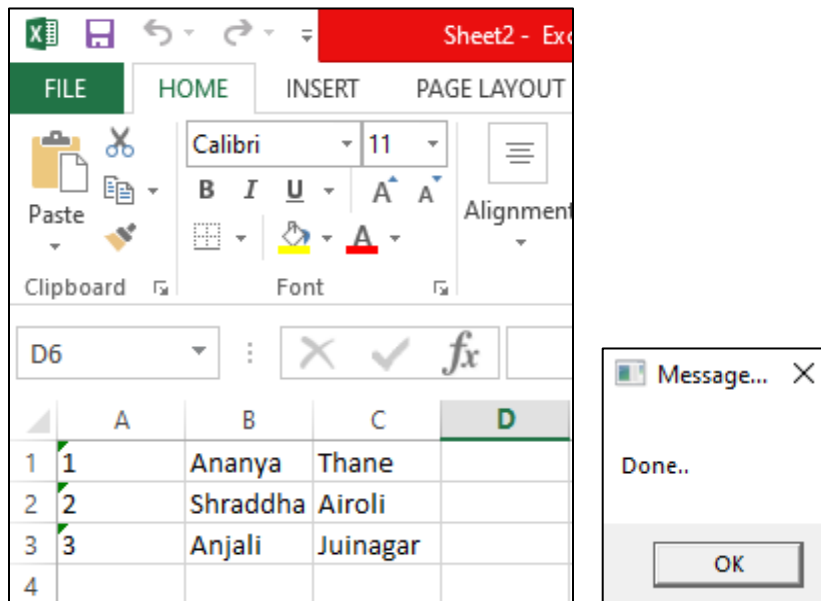 Sheet2 - Exc
FILE HOME INSERT PAGE LAYOUT
Calibri 11
B I U A A
Paste
Alignment
A
Clipboard Font
D6 fx
A B C D
1 1 Ananya Thane
2 2 Shraddha Airoli
3 3 Anjali Juinagar
4
Message...
Done..
OK